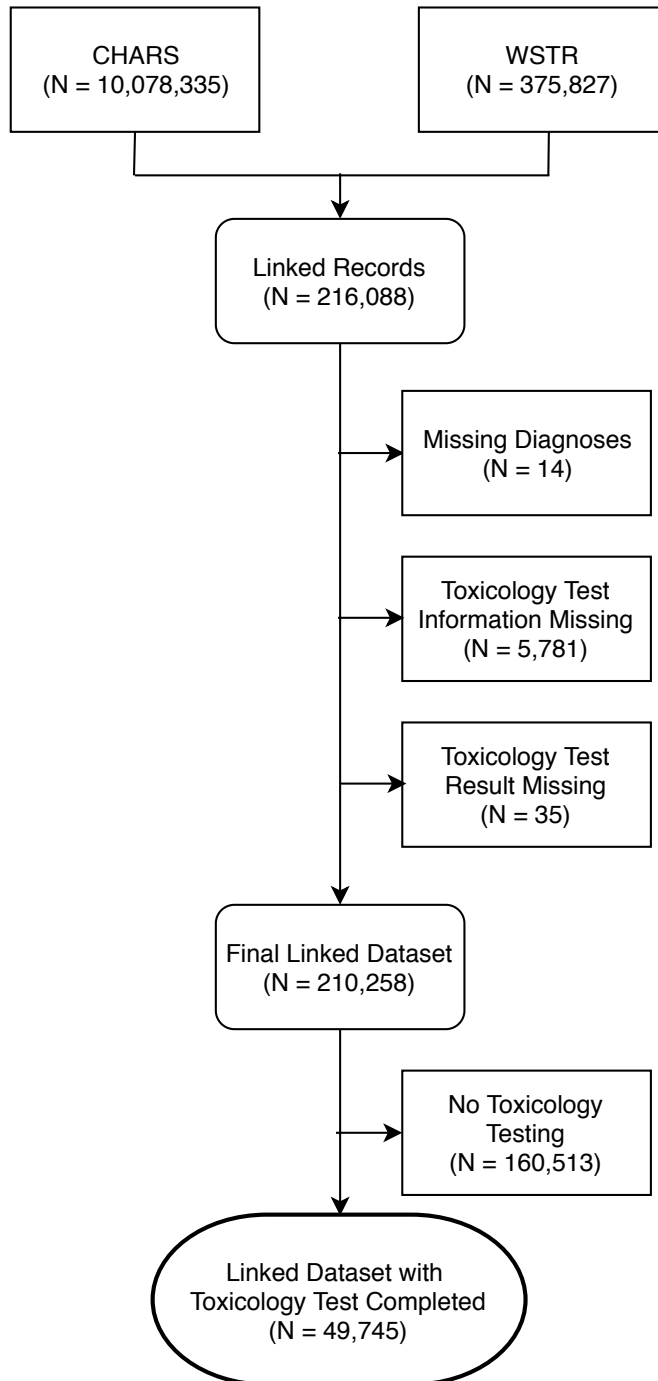 CHARS
(N = 10,078,335)
WSTR
(N = 375,827)
Linked Records
(N = 216,088)
Missing Diagnoses
(N = 14)
Toxicology Test
Information Missing
(N = 5,781)
Toxicology Test
Result Missing
(N = 35)
Final Linked Dataset
(N = 210,258)
No Toxicology
Testing
(N = 160,513)
Linked Dataset with
Toxicology Test Completed
(N = 49,745)